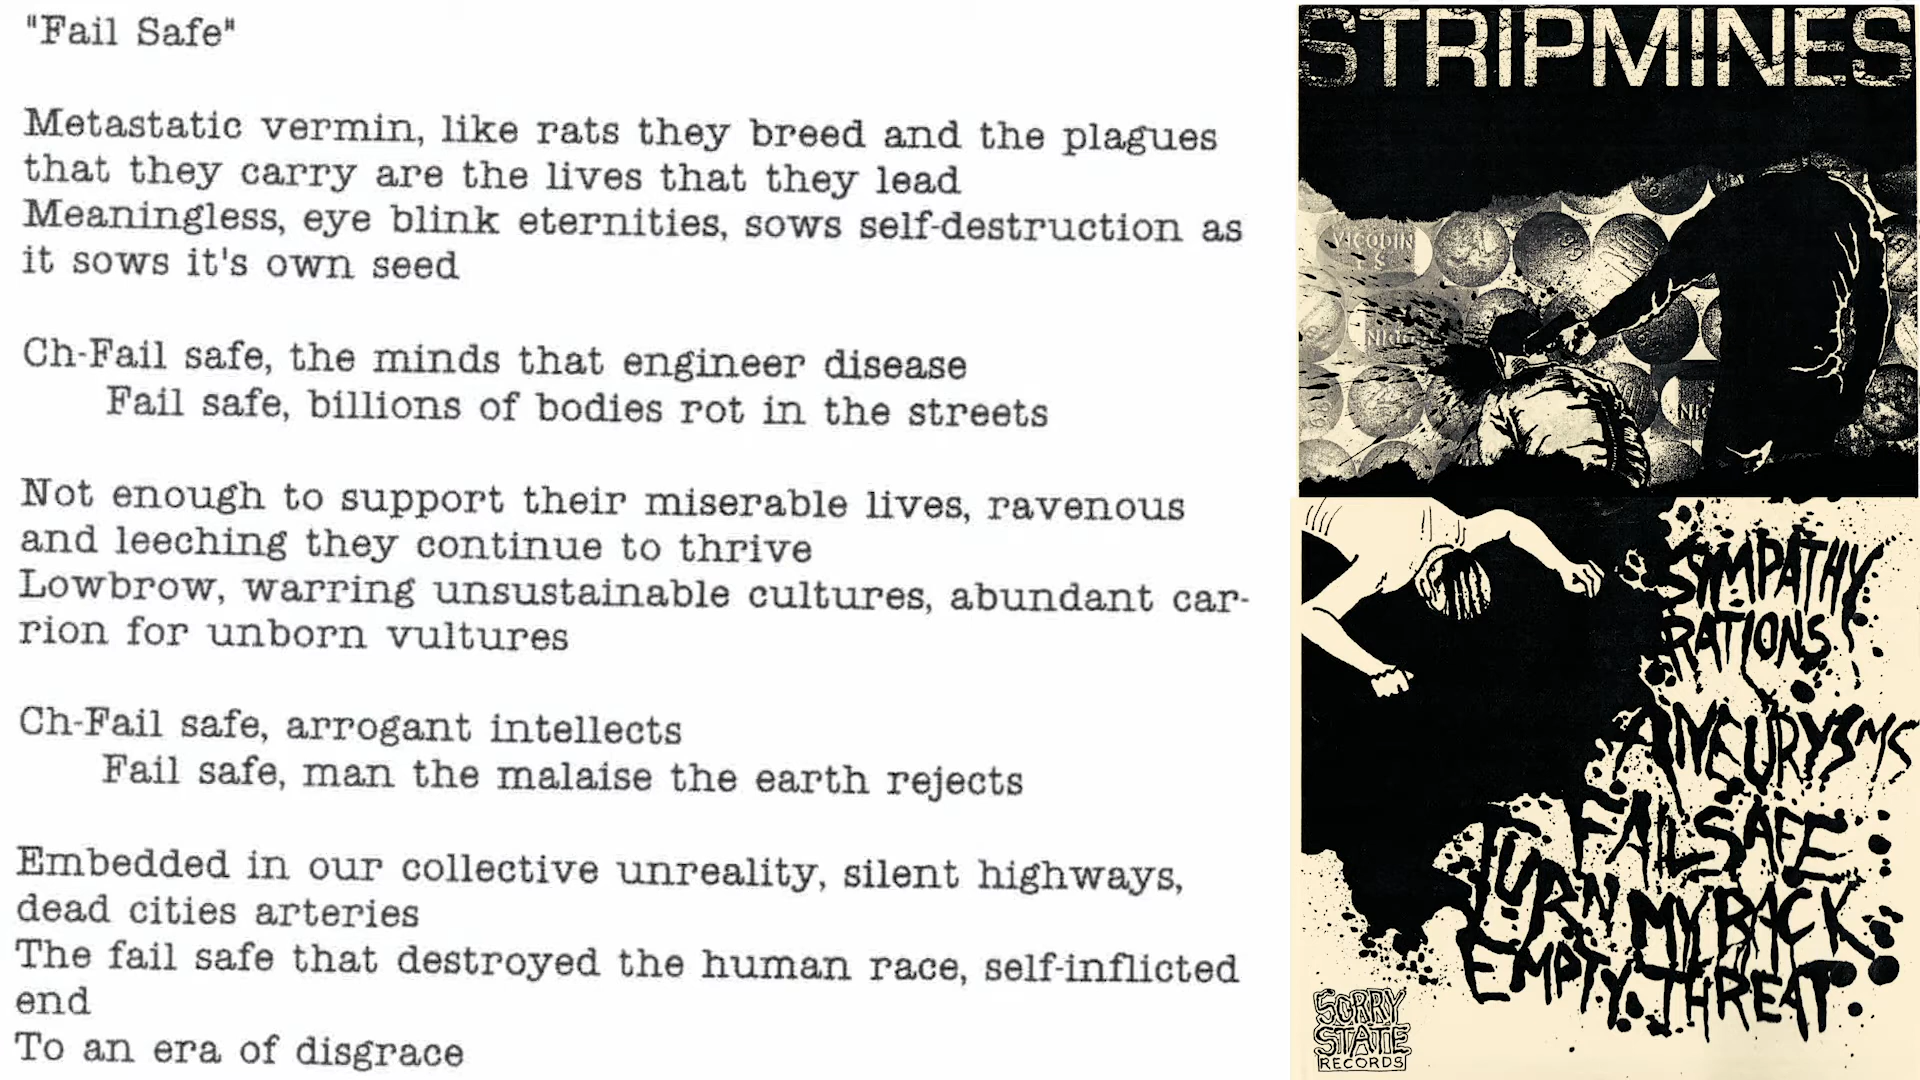 "Fail Safe"
Metastatic vermin, like rats they breed and the plagues
that they carry are the lives that they lead
Meaningless, eye blink eternities, sows self-destruction as
it sows it's own seed
Ch-Fail safe, the minds that engineer disease
Fail safe, billions of bodies rot in the streets
Not enough to support their miserable lives, ravenous
and leeching they continue to thrive
Lowbrow, warring unsustainable cultures, abundant car-
rion for unborn vultures
Ch-Fail safe, arrogant intellects
Fail safe, man the malaise the earth rejects
Embedded in our collective unreality, silent highways,
dead cities arteries
The fail safe that destroyed the human race, self-inflicted
end
To an era of disgrace
STRIPMINES
VICODIN
SYMPATHY
RATIONS
ANEURYSMS
FAIL SAFE
TURN MY BACK
EMPTY THREAT
SORRY
STATE
RECORDS